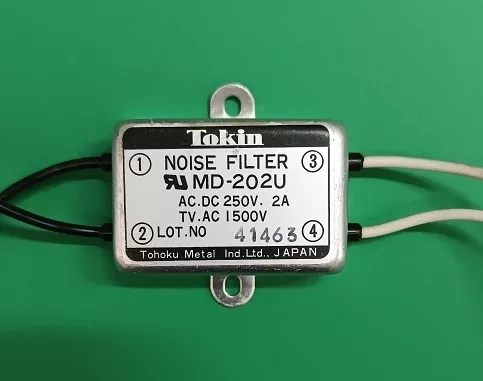 Tokin
① NOISE FILTER ③
RU MD-202U
AC.DC 250V. 2A
TV.AC 1500V
② LOT.NO 41463 ④
Tohoku Metal Ind.Ltd., JAPAN